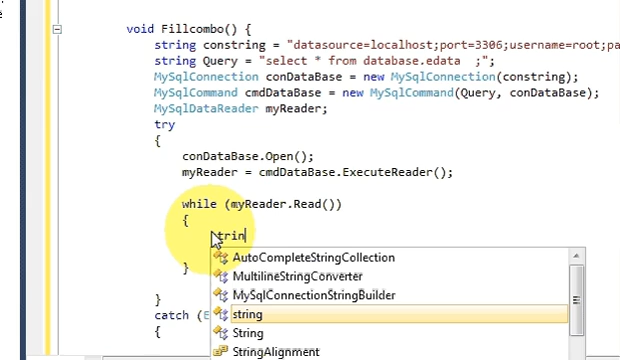 void Fillcombo() {
string constring = "datasource=localhost;port=3306;username=root;pa
string Query = "select * from database.edata  ;";
MySqlConnection conDataBase = new MySqlConnection(constring);
MySqlCommand cmdDataBase = new MySqlCommand(Query, conDataBase);
MySqlDataReader myReader;
try
{
conDataBase.Open();
myReader = cmdDataBase.ExecuteReader();
while (myReader.Read())
{
trin
AutoCompleteStringCollection
MultilineStringConverter
}
MySqlConnectionStringBuilder
}
string
catch (E
String
{
StringAlignment